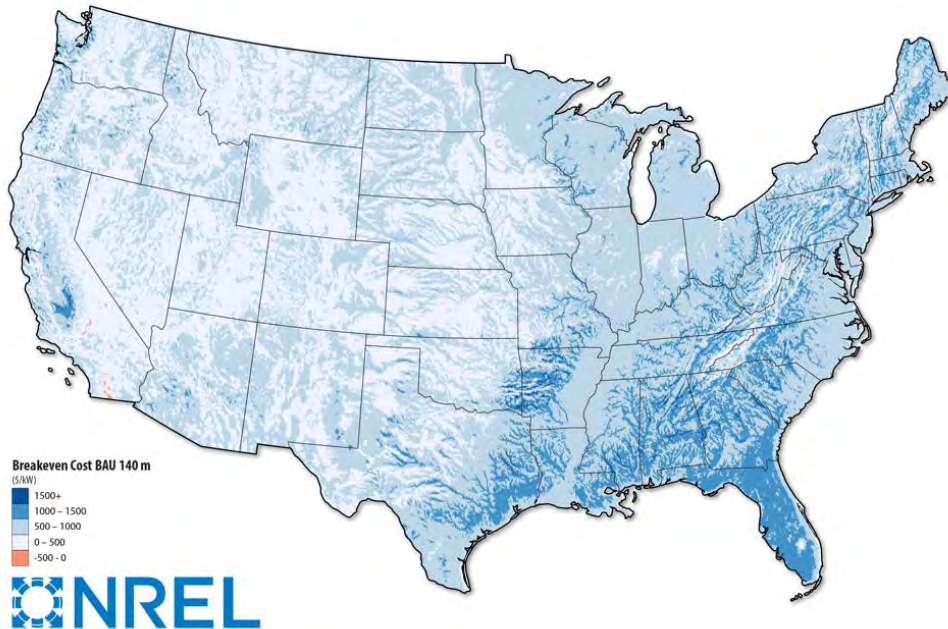 Breakeven Cost BAU 140 m
($/kW)
1500+
1000 – 1500
500 – 1000
0 – 500
-500 - 0
NREL